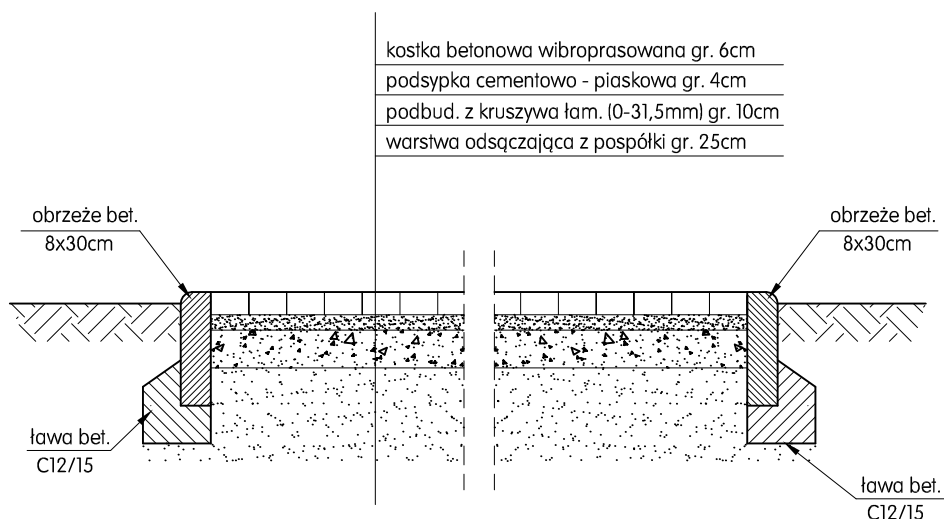 kostka betonowa wibroprasowana gr. 6cm
podsypka cementowo - piaskowa gr. 4cm
podbud. z kruszywa łam. (0-31,5mm) gr. 10cm
warstwa odsączająca z pospółki gr. 25cm
obrzeże bet.
8x30cm
obrzeże bet.
8x30cm
ława bet.
C12/15
ława bet.
C12/15